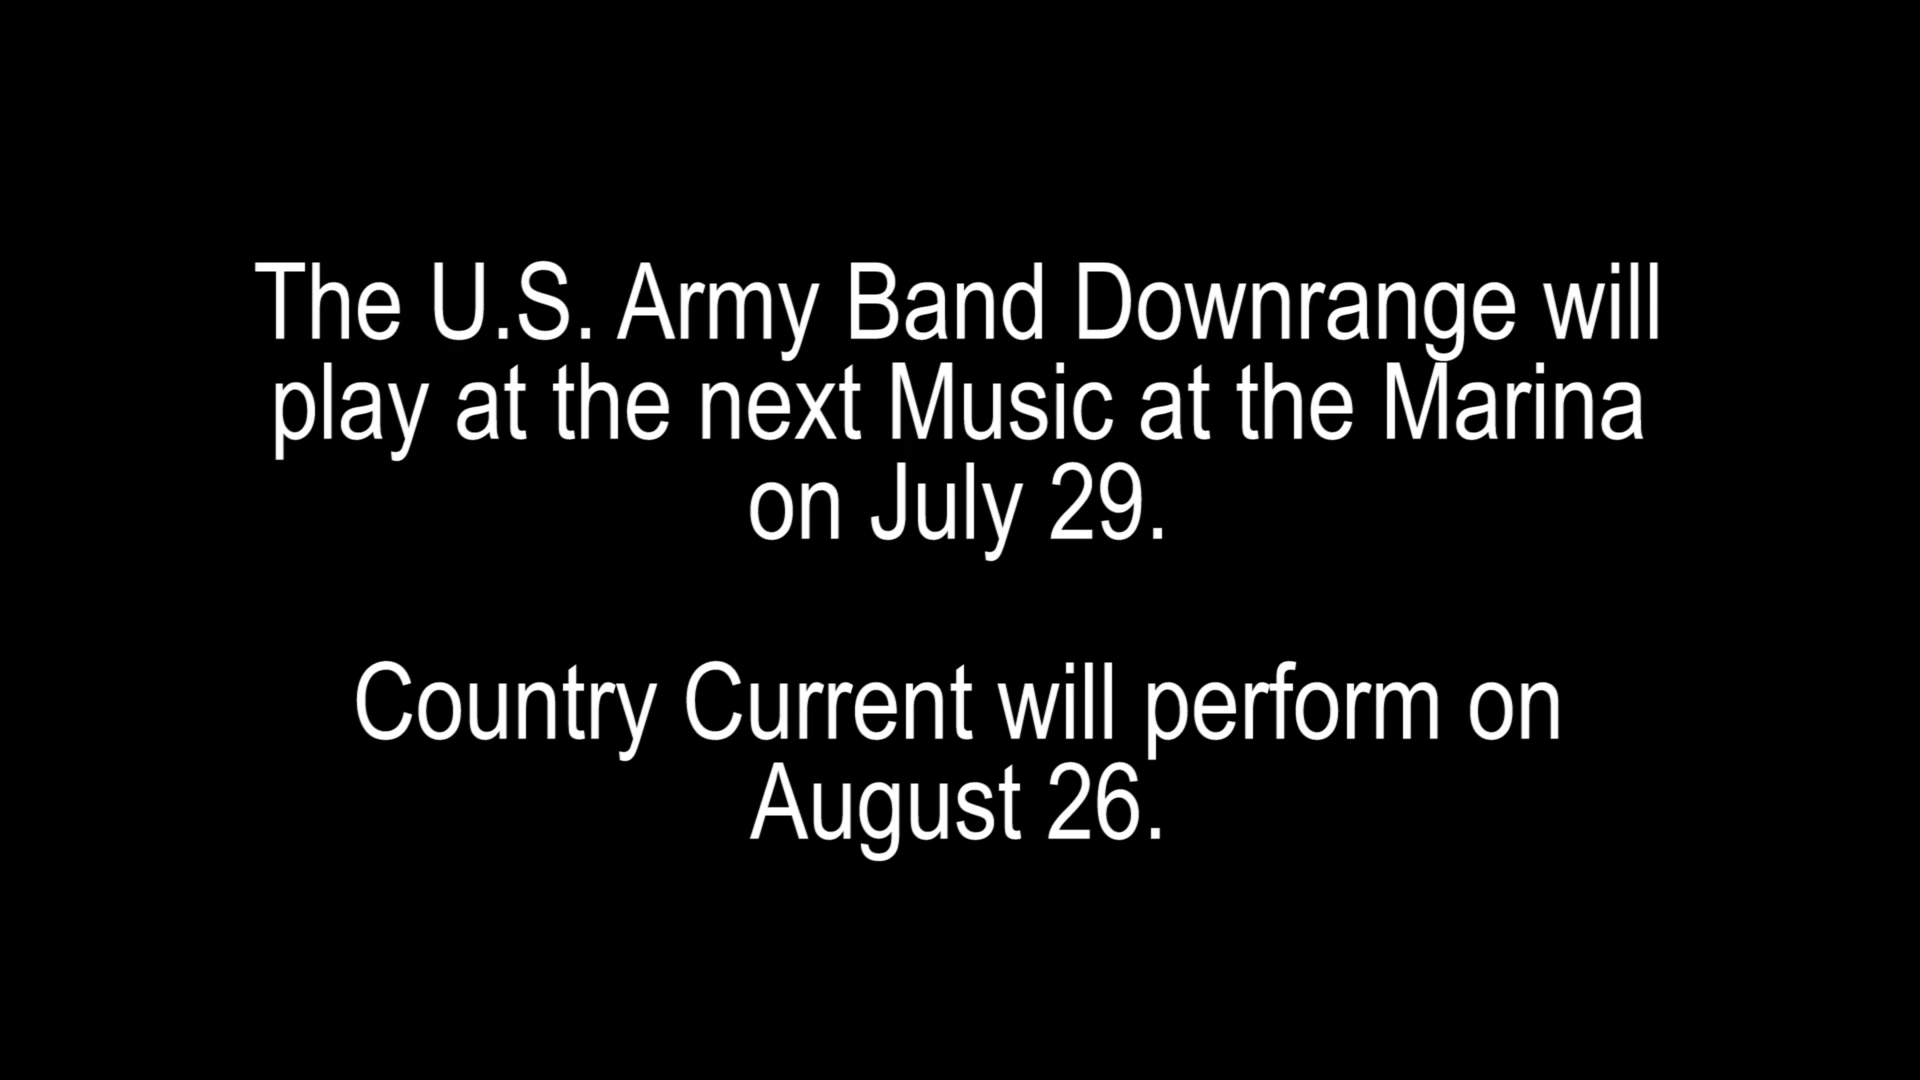 The U.S. Army Band Downrange will
play at the next Music at the Marina
on July 29.
Country Current will perform on
August 26.